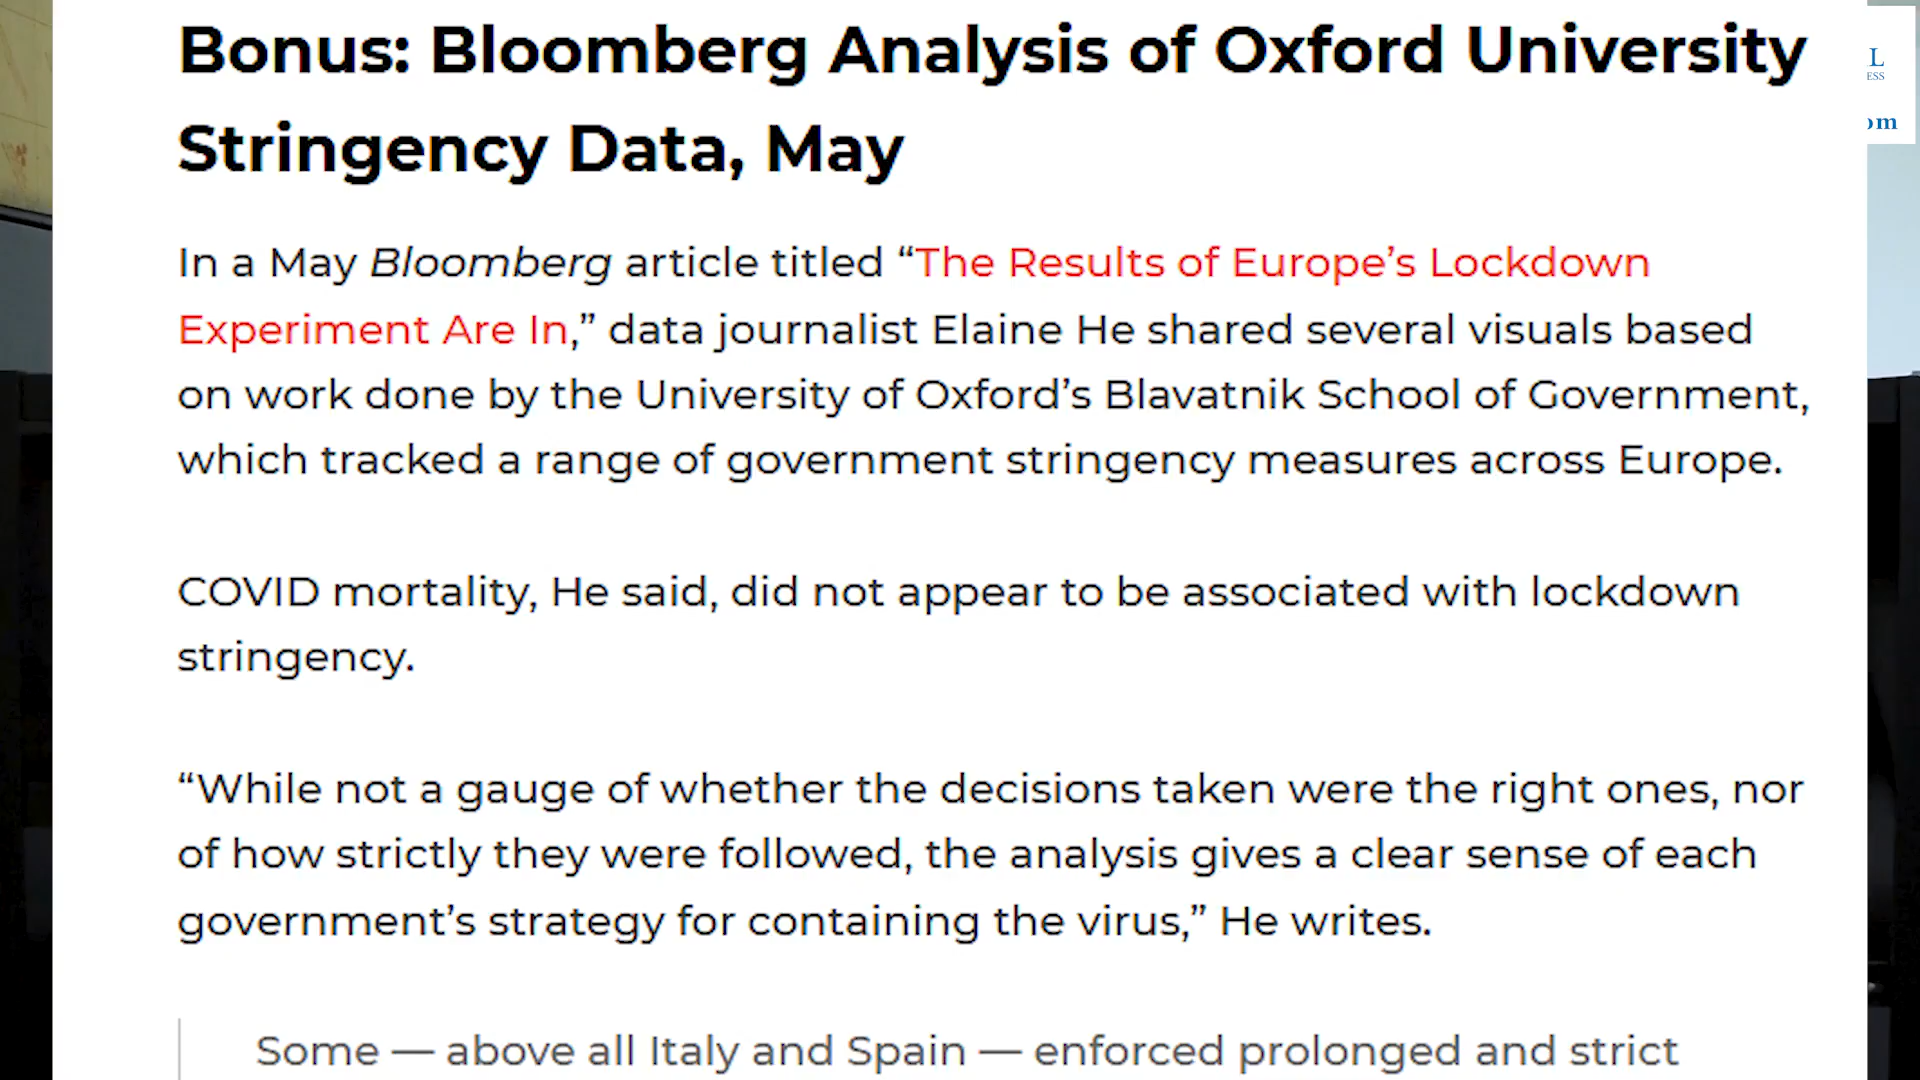 Bonus: Bloomberg Analysis of Oxford University
Stringency Data, May
In a May Bloomberg article titled “The Results of Europe’s Lockdown
Experiment Are In,” data journalist Elaine He shared several visuals based
on work done by the University of Oxford’s Blavatnik School of Government,
which tracked a range of government stringency measures across Europe.
COVID mortality, He said, did not appear to be associated with lockdown
stringency.
“While not a gauge of whether the decisions taken were the right ones, nor
of how strictly they were followed, the analysis gives a clear sense of each
government’s strategy for containing the virus,” He writes.
Some — above all Italy and Spain — enforced prolonged and strict